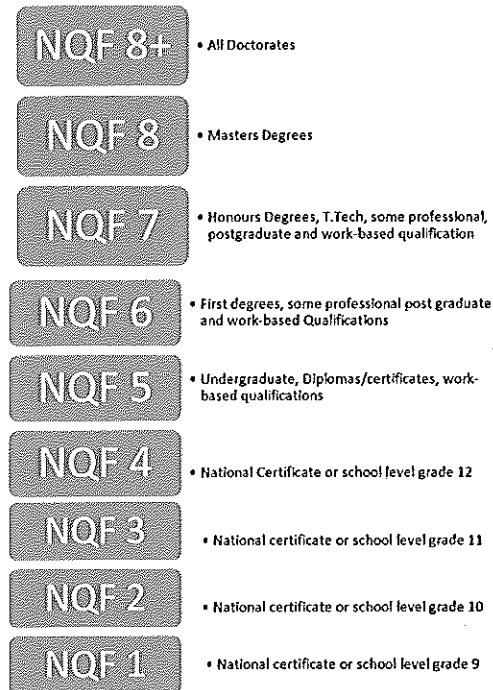 NQF 8+
• All Doctorates
NQF 8
• Masters Degrees
NQF 7
• Honours Degrees, T.Tech, some professional,
postgraduate and work-based qualification
NQF 6
• First degrees, some professional post graduate
and work-based Qualifications
NQF 5
• Undergraduate, Diplomas/certificates, work-
based qualifications
NQF 4
• National Certificate or school level grade 12
NQF 3
• National certificate or school level grade 11
NQF 2
• National certificate or school level grade 10
NQF 1
• National certificate or school level grade 9